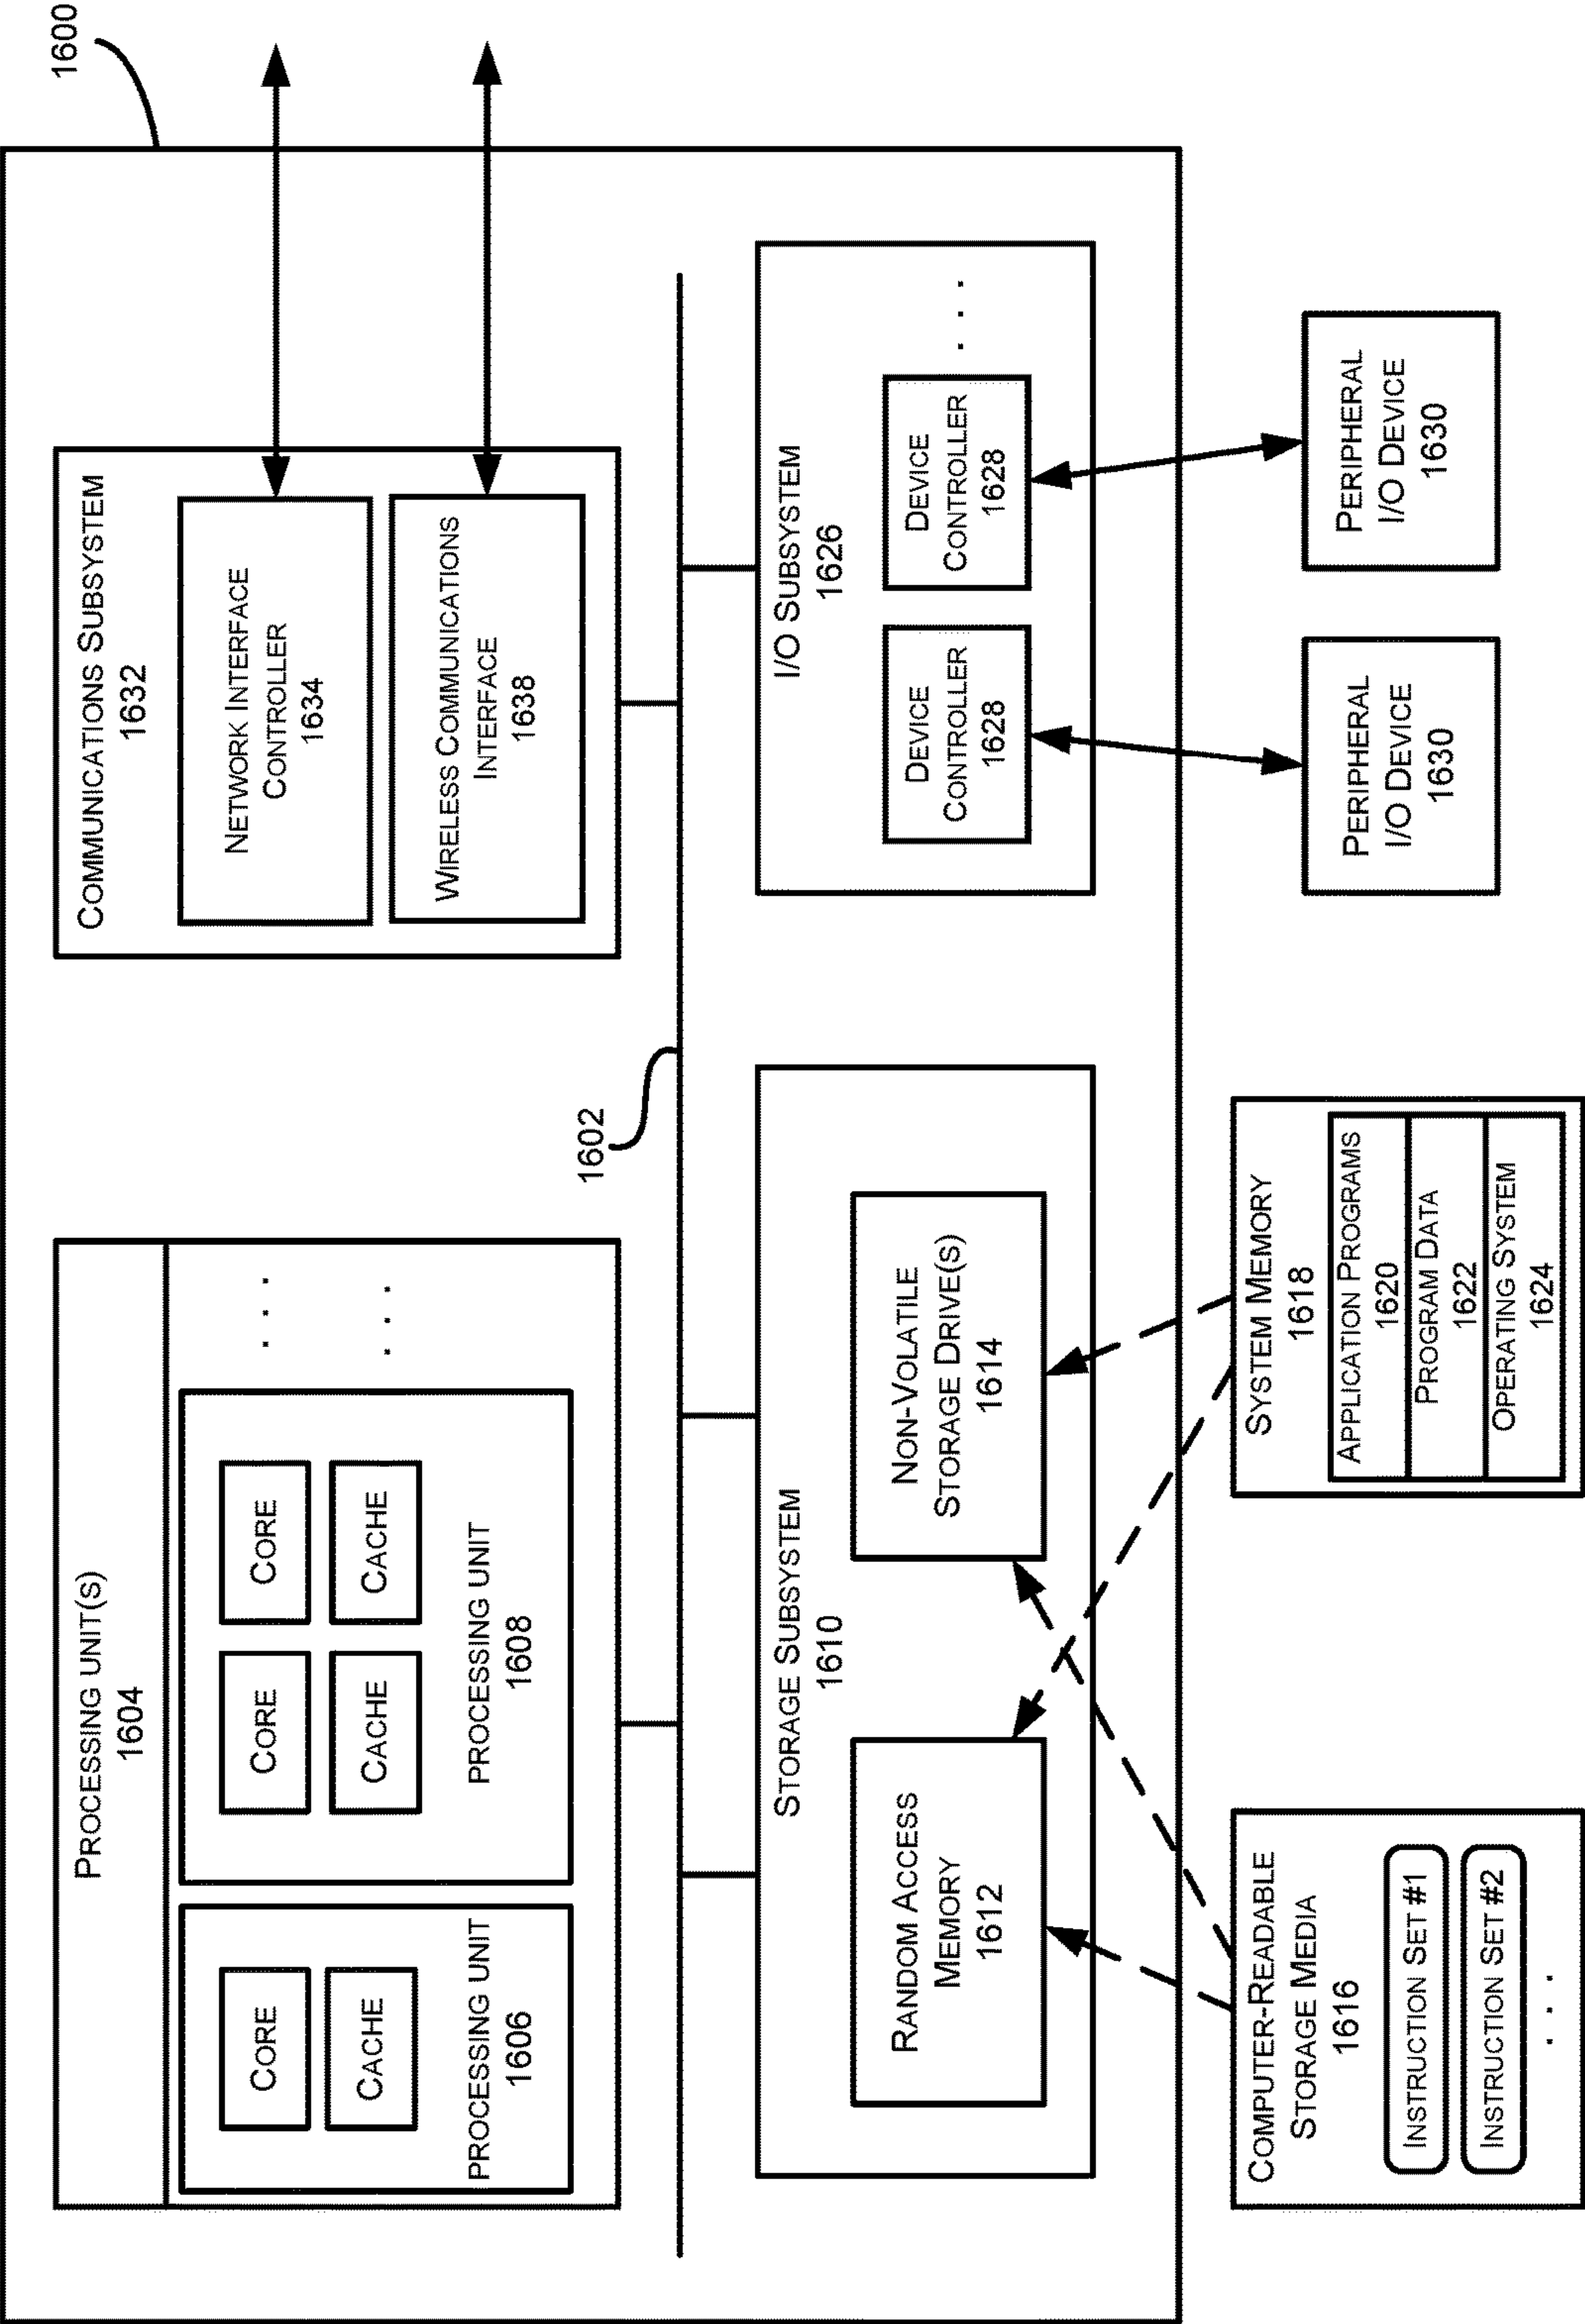 1600
PROCESSING UNIT(S)
1604
CORE
CACHE
PROCESSING UNIT
1606
CORE
CORE
CACHE
CACHE
PROCESSING UNIT
1608
. . .
. . .
COMMUNICATIONS SUBSYSTEM
1632
NETWORK INTERFACE
CONTROLLER
1634
WIRELESS COMMUNICATIONS
INTERFACE
1638
1602
STORAGE SUBSYSTEM
1610
RANDOM ACCESS
MEMORY
1612
NON-VOLATILE
STORAGE DRIVE(S)
1614
I/O SUBSYSTEM
1626
DEVICE
CONTROLLER
1628
DEVICE
CONTROLLER
1628
. . .
COMPUTER-READABLE
STORAGE MEDIA
1616
INSTRUCTION SET #1
INSTRUCTION SET #2
. . .
SYSTEM MEMORY
1618
APPLICATION PROGRAMS
1620
PROGRAM DATA
1622
OPERATING SYSTEM
1624
PERIPHERAL
I/O DEVICE
1630
PERIPHERAL
I/O DEVICE
1630